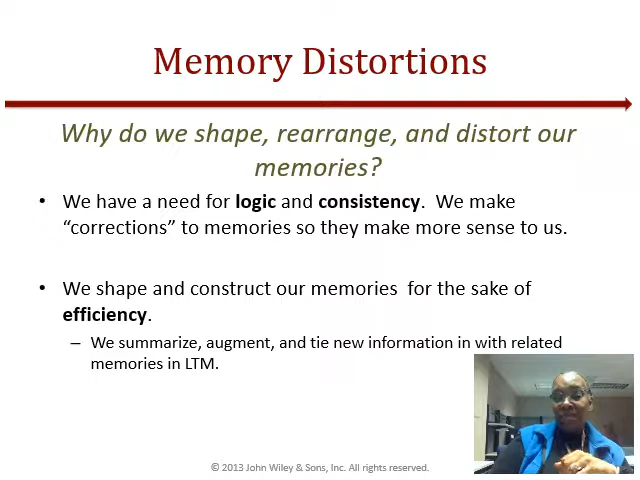 Memory Distortions
Why do we shape, rearrange, and distort our
memories?
• We have a need for logic and consistency.  We make
“corrections” to memories so they make more sense to us.
• We shape and construct our memories  for the sake of
efficiency.
– We summarize, augment, and tie new information in with related
memories in LTM.
© 2013 John Wiley & Sons, Inc. All rights reserved.